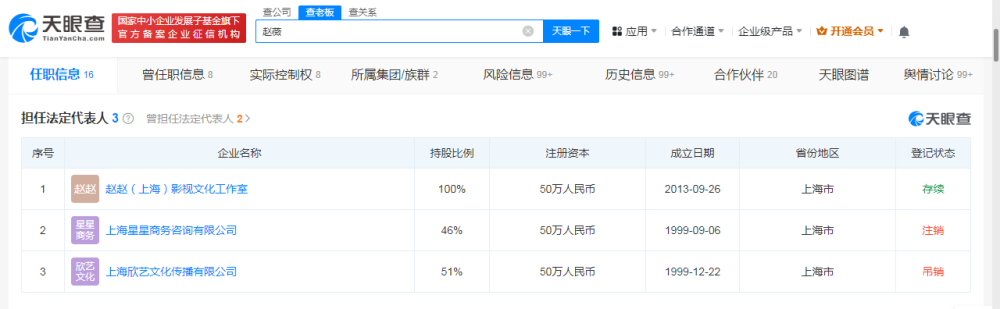 查公司 查老板 查关系
天眼查 TianYanCha.com 国家中小企业发展子基金旗下 官方备案企业征信机构
赵薇 天眼一下 应用 合作通道 企业级产品 开通会员
任职信息 16 曾任职信息 8 实际控制权 8 所属集团/族群 2 风险信息 99+ 历史信息 99+ 合作伙伴 20 天眼图谱 舆情讨论 99+
担任法定代表人 3 ? 曾担任法定代表人 2 > 天眼查
序号 企业名称 持股比例 注册资本 成立日期 省份地区 登记状态
1 赵赵 赵赵（上海）影视文化工作室 100% 50万人民币 2013-09-26 上海市 存续
2 星星商务 上海星星商务咨询有限公司 46% 50万人民币 1999-09-06 上海市 注销
3 欣艺文化 上海欣艺文化传播有限公司 51% 50万人民币 1999-12-22 上海市 吊销